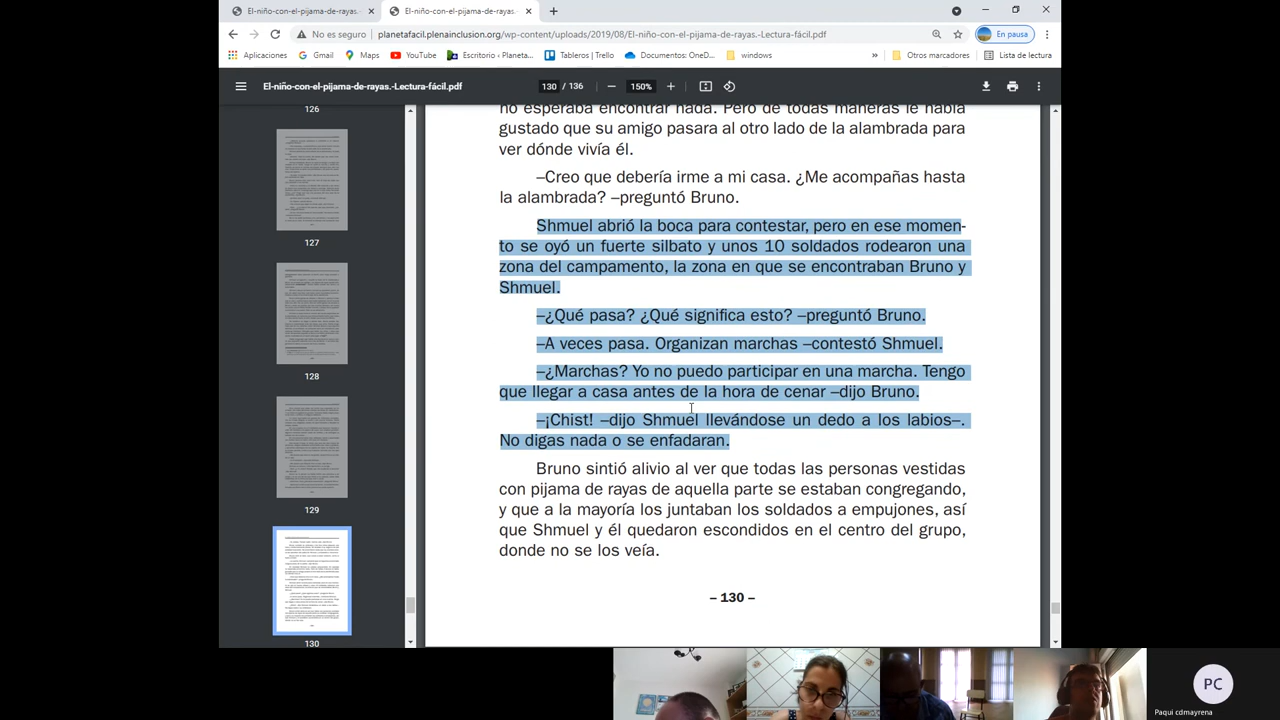 El-niño-con-el-pijama-de-rayas. × El-niño-con-el-pijama-de-rayas. × +
No es seguro | planetafacil.plenainclusion.org/wp-content/uploads/2019/08/El-niño-con-el-pijama-de-rayas.-Lectura-fácil.pdf En pausa
Aplicaciones Gmail Maps YouTube Escritorio ‹ Planeta... Tableros | Trello Documentos: OneD... windows » Otros marcadores Lista de lectura
El-niño-con-el-pijama-de-rayas.-Lectura-fácil.pdf 130 / 136 — 150% +
126
127
128
129
130
no esperaba encontrar nada. Pero de todas maneras le había
gustado que su amigo pasara al otro lado de la alambrada para
ver dónde vivía él.
–Creo que debería irme a mi casa. ¿Me acompañas hasta
la alambrada? –preguntó Bruno.
Shmuel abrió la boca para contestar, pero en ese momen-
to se oyó un fuerte silbato y unos 10 soldados rodearon una
zona del campamento, la zona en que se encontraban Bruno y
Shmuel.
–¿Qué pasa? ¿Qué significa esto? –preguntó Bruno.
–A veces pasa. Organizan marchas –contestó Shmuel.
–¿Marchas? Yo no puedo participar en una marcha. Tengo
que llegar a casa antes de la hora de cenar –dijo Bruno.
–dijo Shmuel llevándose un dedo a los labios–.
No digas nada o se enfadarán.
Bruno sintió alivio al ver que todas las personas vestidas
con pijama de rayas de aquella parte se estaban congregando,
y que a la mayoría los juntaban los soldados a empujones, así
que Shmuel y él quedaron escondidos en el centro del grupo,
donde no se los veía.
– 130 –
PC
Paqui cdmayrena